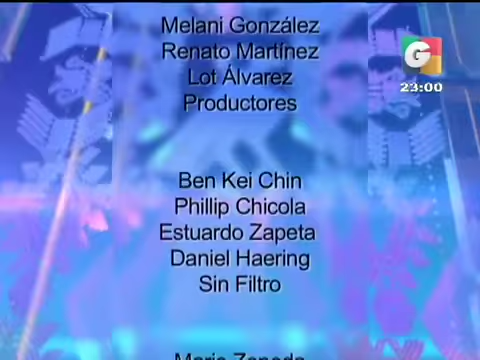 Melani González
Renato Martínez
Lot Álvarez
Productores
G
23:00
Ben Kei Chin
Phillip Chicola
Estuardo Zapeta
Daniel Haering
Sin Filtro